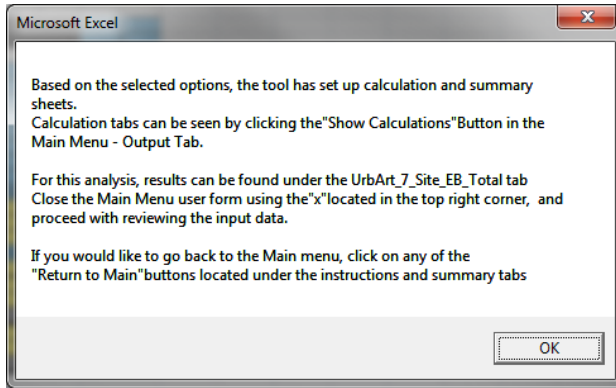 Microsoft Excel
Based on the selected options, the tool has set up calculation and summary
sheets.
Calculation tabs can be seen by clicking the"Show Calculations"Button in the
Main Menu - Output Tab.
For this analysis, results can be found under the UrbArt_7_Site_EB_Total tab
Close the Main Menu user form using the"x"located in the top right corner,  and
proceed with reviewing the input data.
If you would like to go back to the Main menu, click on any of the
"Return to Main"buttons located under the instructions and summary tabs
OK